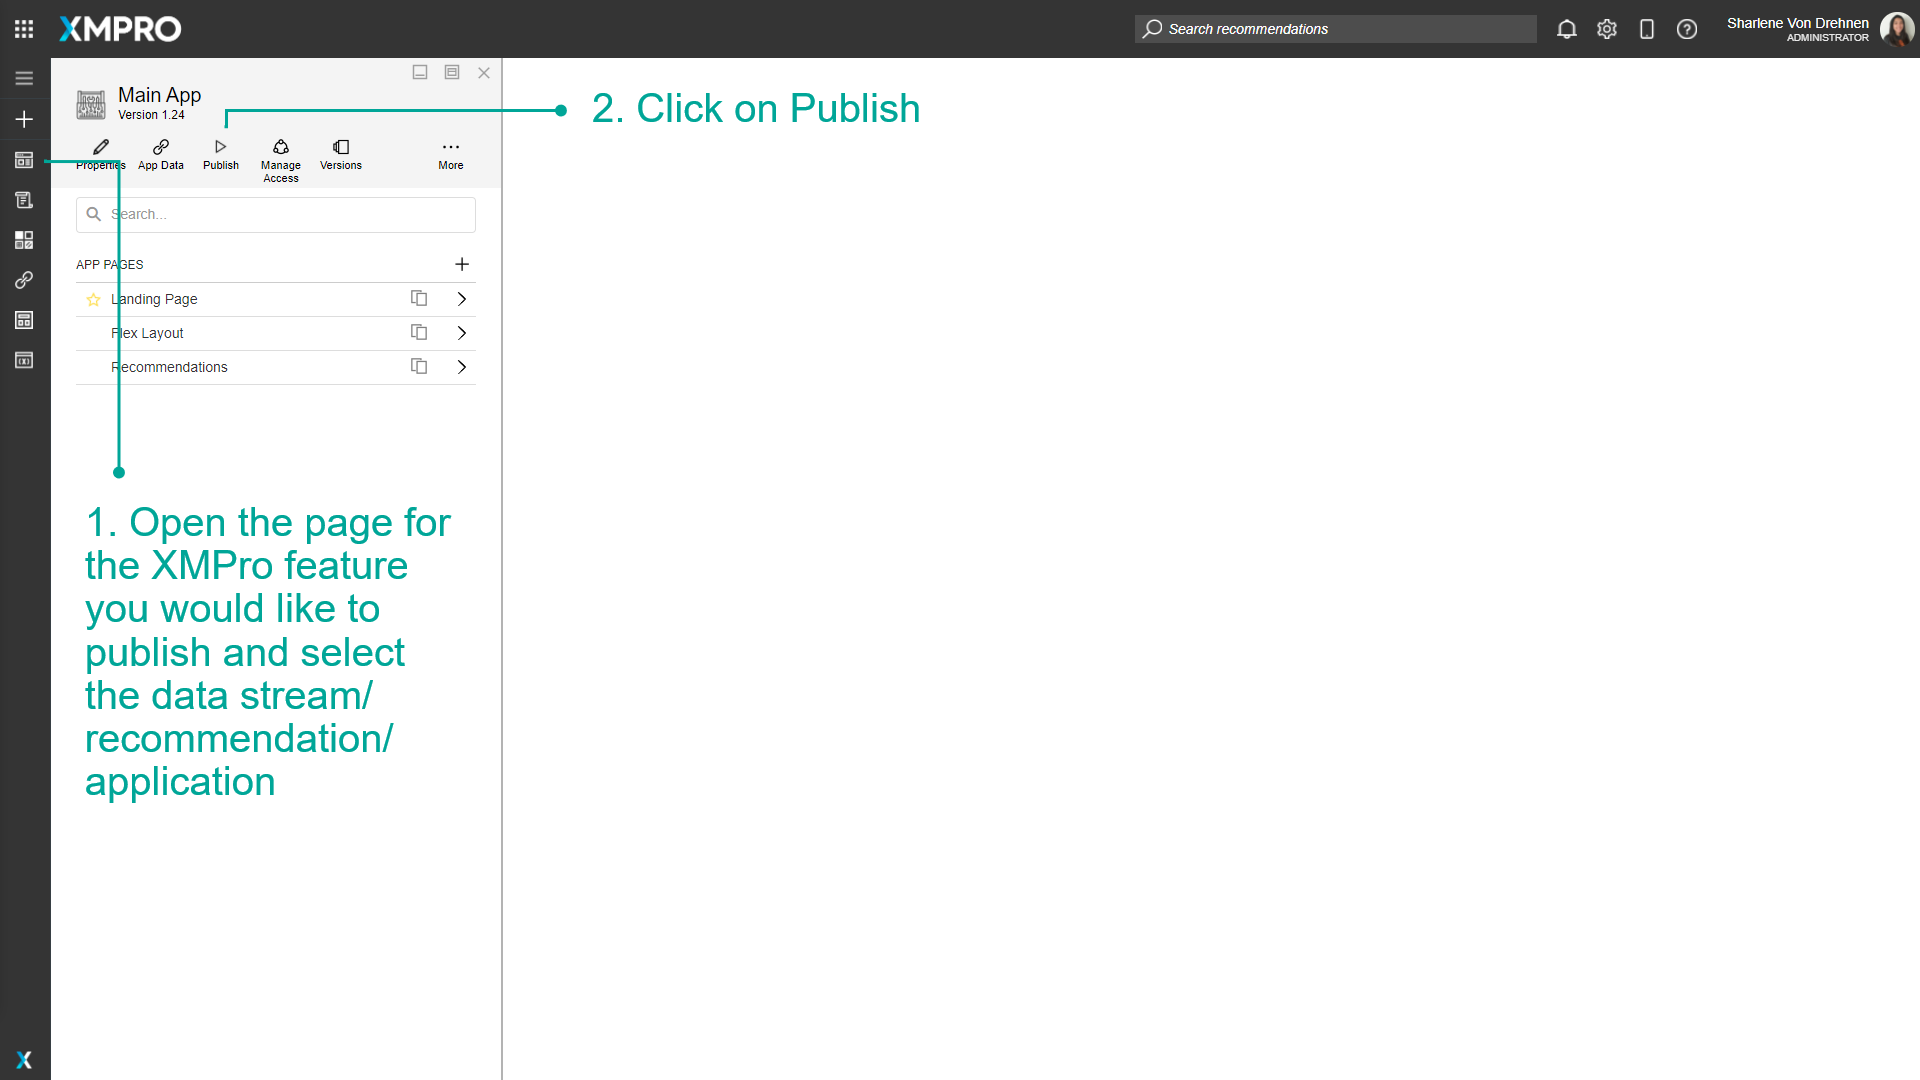 XMPRO
Search recommendations
Sharlene Von Drehnen
ADMINISTRATOR
Main App
Version 1.24
2. Click on Publish
Properties
App Data
Publish
Manage
Access
Versions
More
Search...
APP PAGES
Landing Page
Flex Layout
Recommendations
1. Open the page for
the XMPro feature
you would like to
publish and select
the data stream/
recommendation/
application